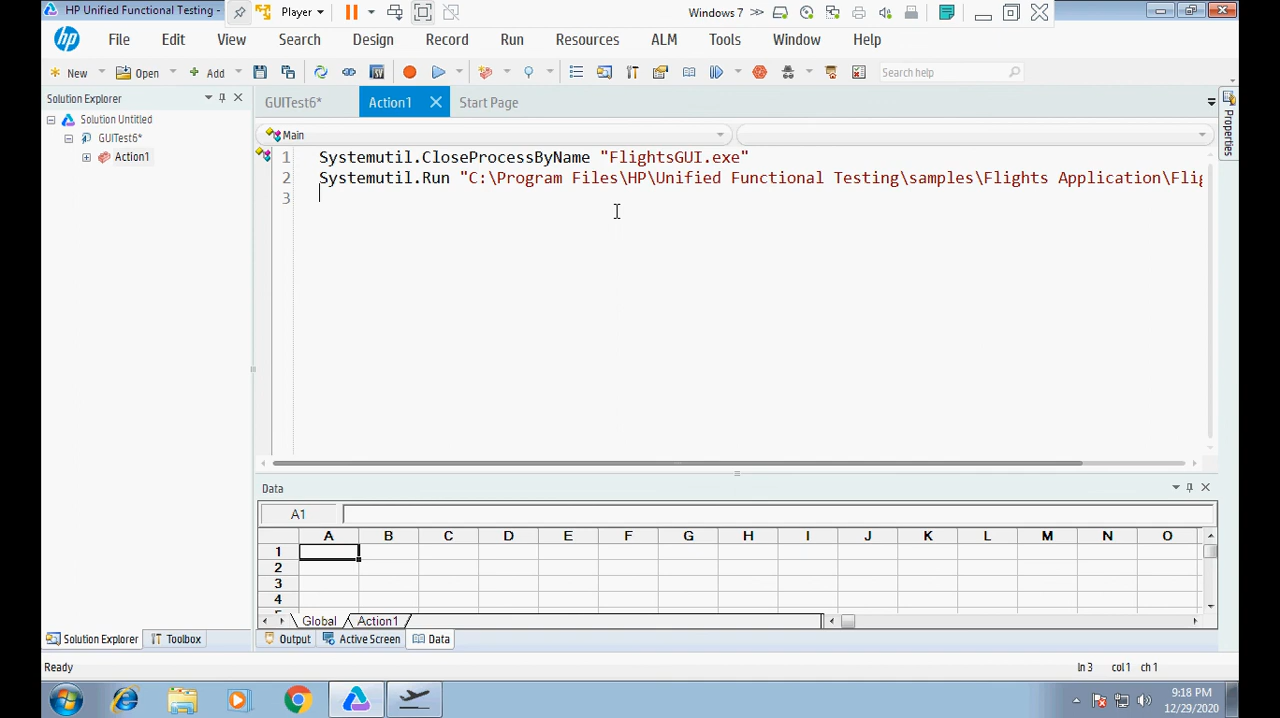 HP Unified Functional Testing - Player Windows 7
hp File Edit View Search Design Record Run Resources ALM Tools Window Help
New Open Add Search help
Solution Explorer
Solution Untitled
GUITest6*
Action1
GUITest6* Action1 Start Page
Main
1 Systemutil.CloseProcessByName "FlightsGUI.exe"
2 Systemutil.Run "C:\Program Files\HP\Unified Functional Testing\samples\Flights Application\Flig
3
Properties
Data
A1
A B C D E F G H I J K L M N O
1
2
3
4
Global Action1
Solution Explorer Toolbox Output Active Screen Data
Ready ln 3 col 1 ch 1
9:18 PM
12/29/2020